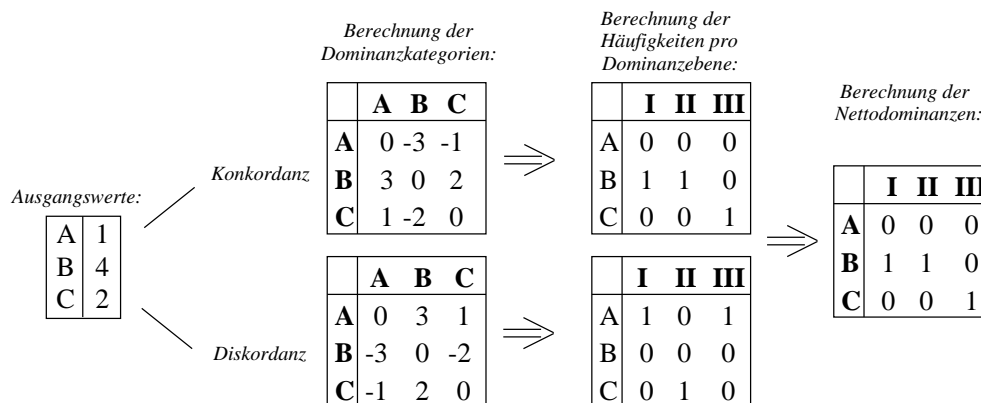 Berechnung der
Dominanzkategorien:
Berechnung der
Häufigkeiten pro
Dominanzebene:
Berechnung der
Nettodominanzen:
Ausgangswerte:
A 1
B 4
C 2
Konkordanz
A B C
A 0 -3 -1
B 3 0 2
C 1 -2 0
I II III
A 0 0 0
B 1 1 0
C 0 0 1
Diskordanz
A B C
A 0 3 1
B -3 0 -2
C -1 2 0
I II III
A 1 0 1
B 0 0 0
C 0 1 0
I II III
A 0 0 0
B 1 1 0
C 0 0 1